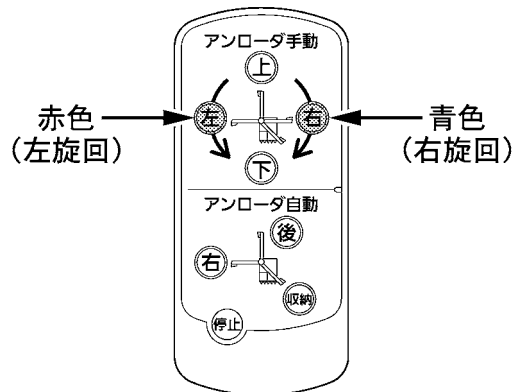 アンローダ手動
上
赤色
(左旋回)
左
右
青色
(右旋回)
下
アンローダ自動
後
右
収納
停止